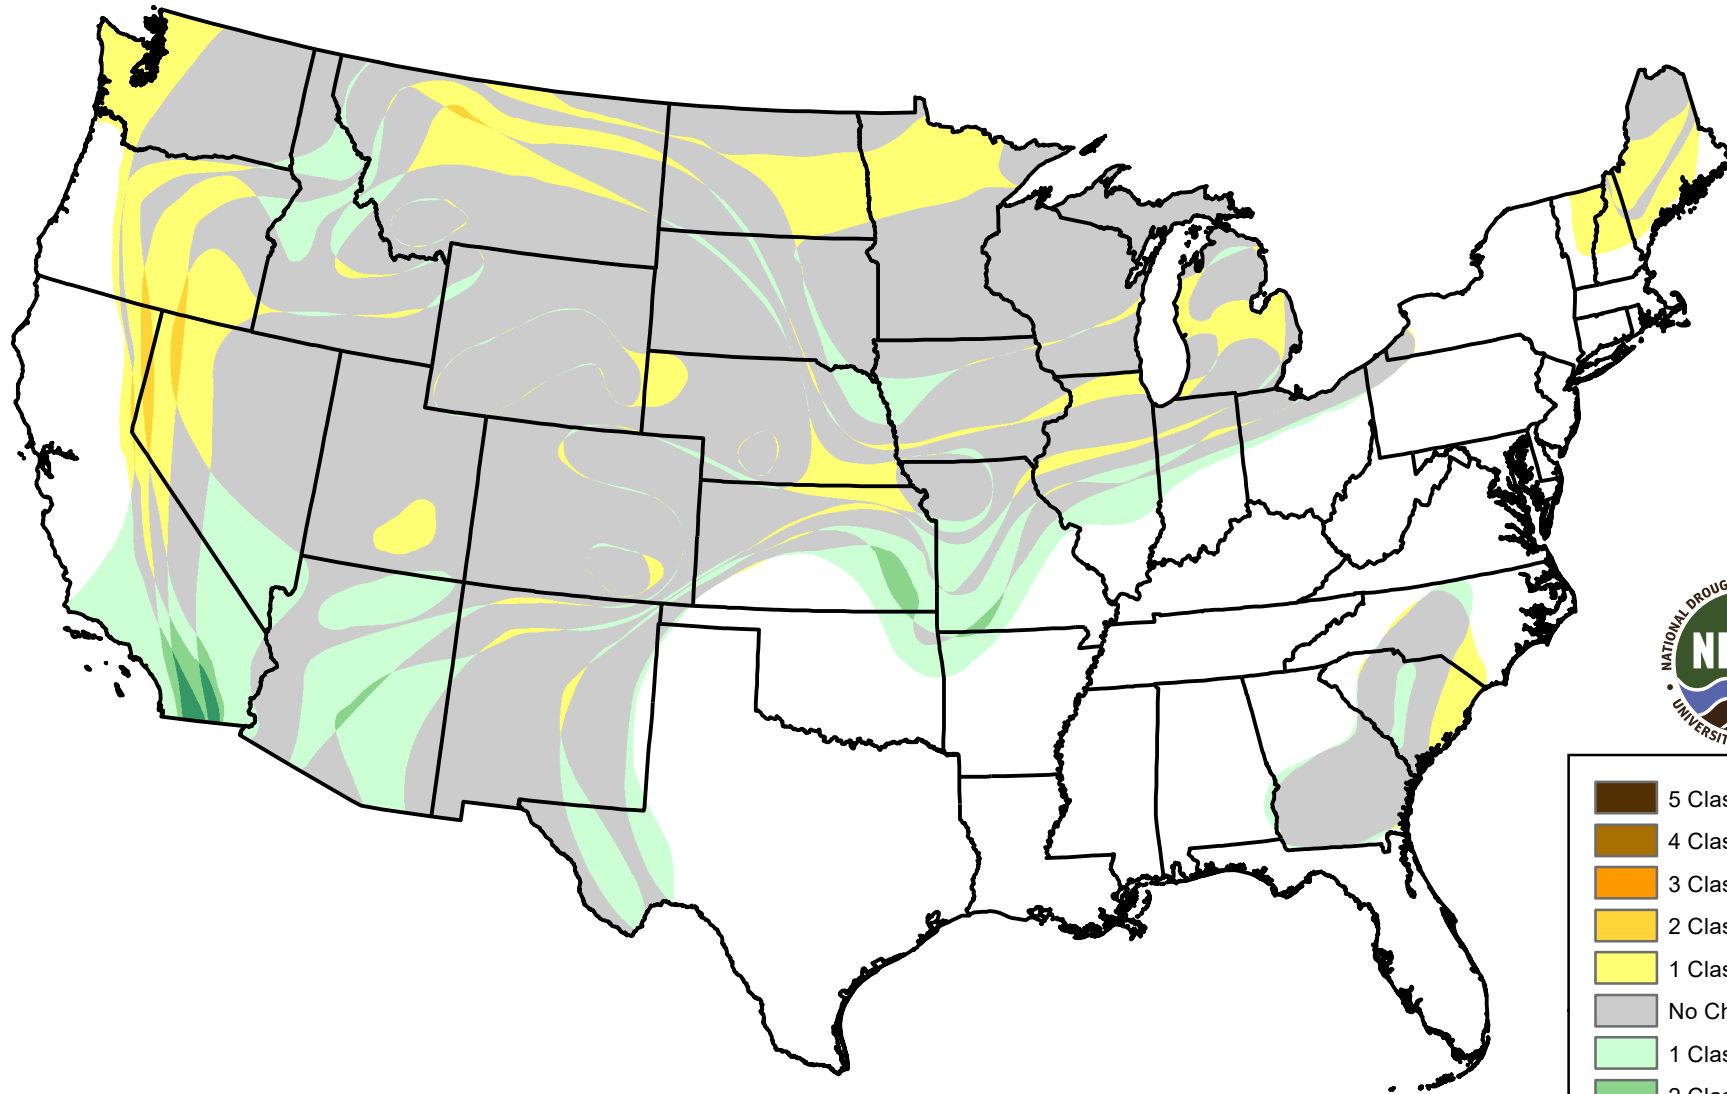 NATIONAL DROUG
UNIVERSIT
5 Clas
4 Clas
3 Clas
2 Clas
1 Clas
No Ch
1 Clas